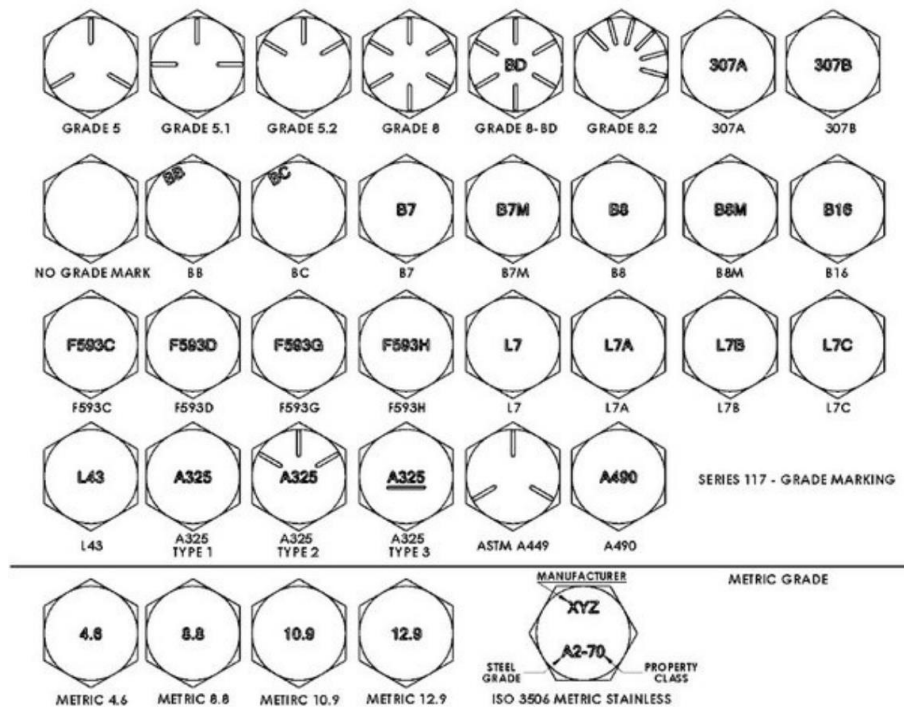 BD 307A 307B
GRADE 5 GRADE 5.1 GRADE 5.2 GRADE 8 GRADE 8-BD GRADE 8.2 307A 307B
BB BC B7 B7M B8 B8M B16
NO GRADE MARK BB BC B7 B7M B8 B8M B16
F593C F593D F593G F593H L7 L7A L7B L7C
F593C F593D F593G F593H L7 L7A L7B L7C
L43 A325 A325 A325 A490 SERIES 117 - GRADE MARKING
L43 A325 TYPE 1 A325 TYPE 2 A325 TYPE 3 ASTM A449 A490
METRIC GRADE
MANUFACTURER
XYZ
4.6 8.8 10.9 12.9
A2-70
STEEL GRADE PROPERTY CLASS
METRIC 4.6 METRIC 8.8 METIRC 10.9 METRIC 12.9 ISO 3506 METRIC STAINLESS